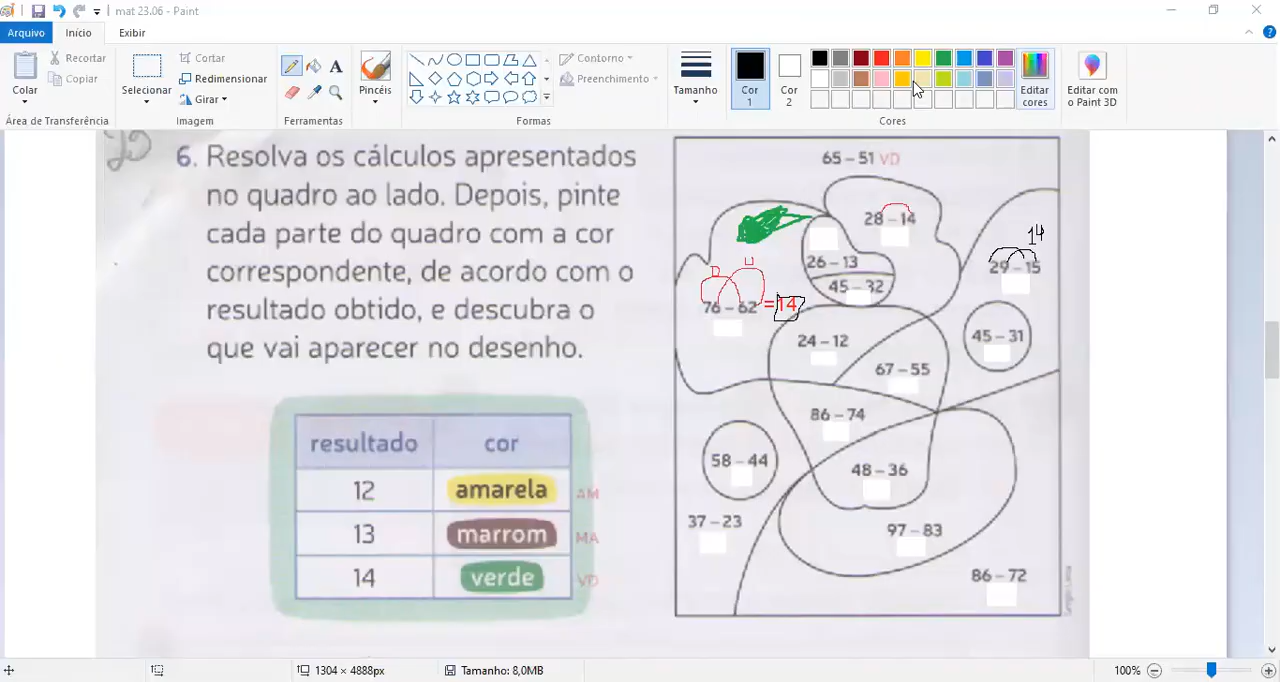 mat 23.06 - Paint
Arquivo Início Exibir
Colar
Recortar
Copiar
Área de Transferência
Selecionar
Cortar
Redimensionar
Girar
Imagem
A
Ferramentas
Pincéis
Contorno
Preenchimento
Formas
Tamanho
Cor 1
Cor 2
Editar cores
Cores
Editar com o Paint 3D
6. Resolva os cálculos apresentados
no quadro ao lado. Depois, pinte
cada parte do quadro com a cor
correspondente, de acordo com o
resultado obtido, e descubra o
que vai aparecer no desenho.
resultado cor
12 amarela AM
13 marrom MA
14 verde VD
65 – 51 VD
28 – 14
14
26 – 13
29 – 15
45 – 32
D U
76 – 62 = 14
45 – 31
24 – 12
67 – 55
86 – 74
58 – 44
48 – 36
37 – 23
97 – 83
86 – 72
1304 × 4888px
Tamanho: 8,0MB
100%